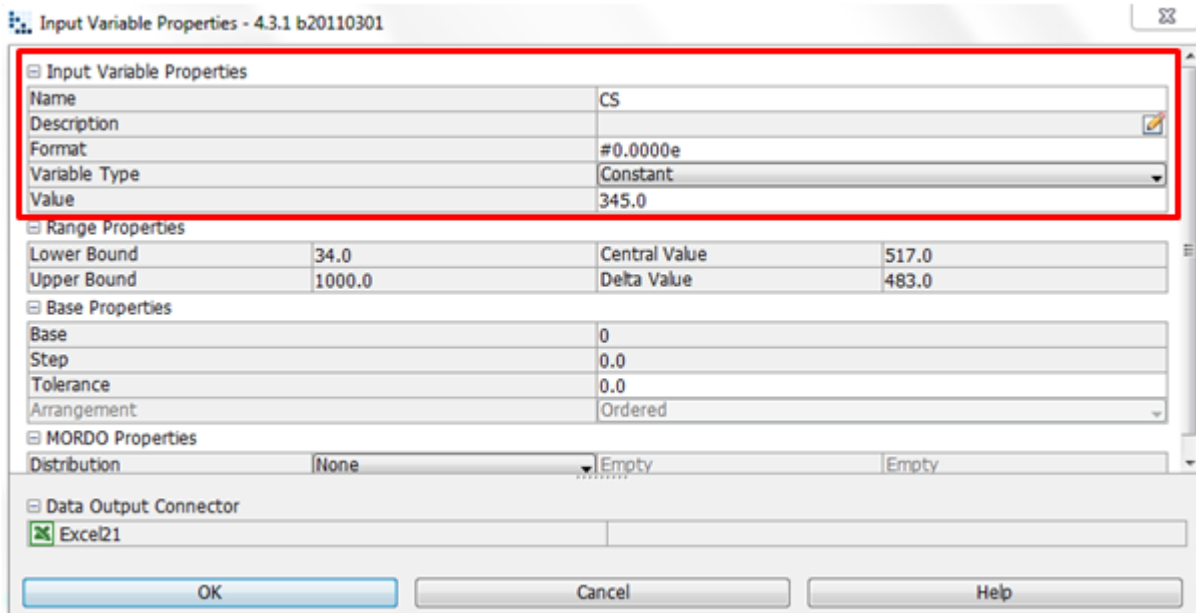 Input Variable Properties - 4.3.1 b20110301
Input Variable Properties
Name CS
Description
Format #0.0000e
Variable Type Constant
Value 345.0
Range Properties
Lower Bound 34.0 Central Value 517.0
Upper Bound 1000.0 Delta Value 483.0
Base Properties
Base 0
Step 0.0
Tolerance 0.0
Arrangement Ordered
MORDO Properties
Distribution None Empty Empty
Data Output Connector
Excel21
OK Cancel Help